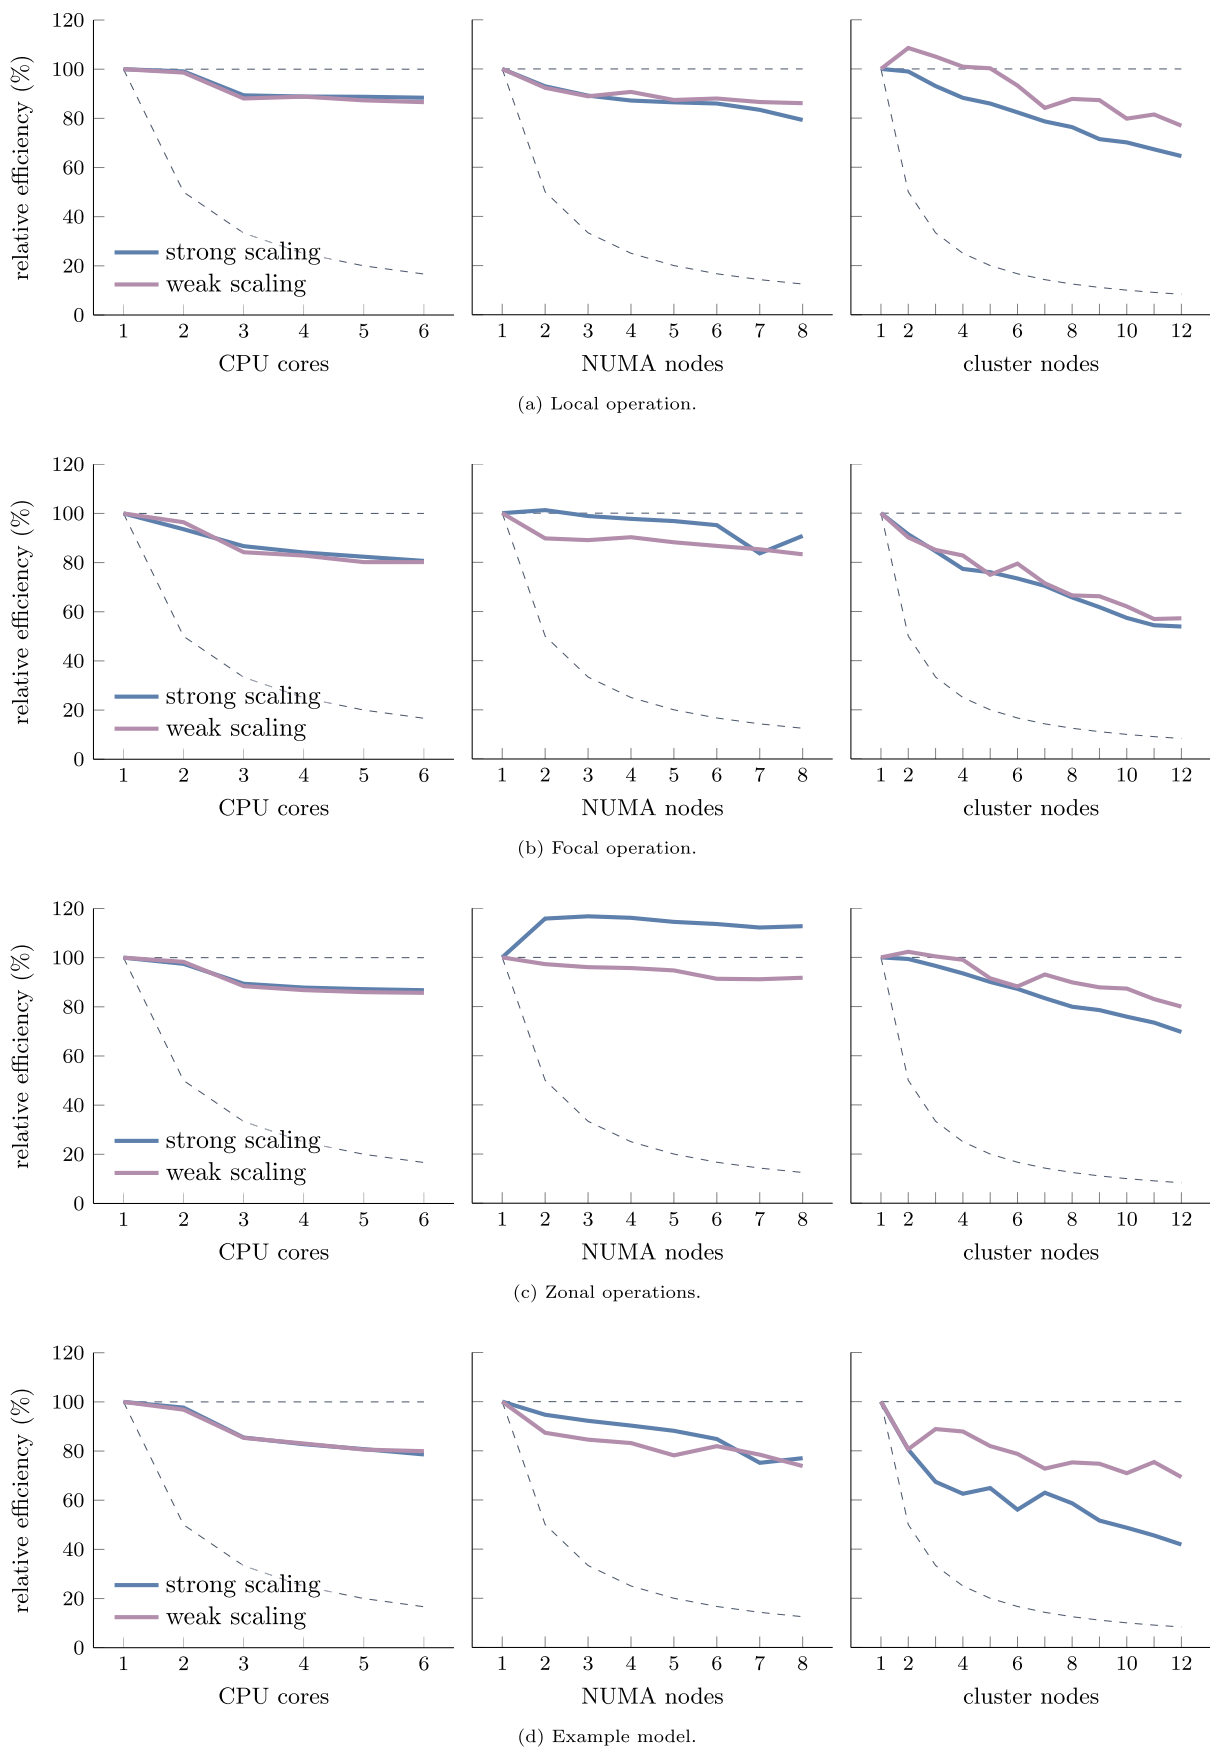 120
100
80
60
40
20
0
relative efficiency (%)
strong scaling
weak scaling
1 2 3 4 5 6
CPU cores
1 2 3 4 5 6 7 8
NUMA nodes
1 2 4 6 8 10 12
cluster nodes
(a) Local operation.
120
100
80
60
40
20
0
relative efficiency (%)
strong scaling
weak scaling
1 2 3 4 5 6
CPU cores
1 2 3 4 5 6 7 8
NUMA nodes
1 2 4 6 8 10 12
cluster nodes
(b) Focal operation.
120
100
80
60
40
20
0
relative efficiency (%)
strong scaling
weak scaling
1 2 3 4 5 6
CPU cores
1 2 3 4 5 6 7 8
NUMA nodes
1 2 4 6 8 10 12
cluster nodes
(c) Zonal operations.
120
100
80
60
40
20
0
relative efficiency (%)
strong scaling
weak scaling
1 2 3 4 5 6
CPU cores
1 2 3 4 5 6 7 8
NUMA nodes
1 2 4 6 8 10 12
cluster nodes
(d) Example model.